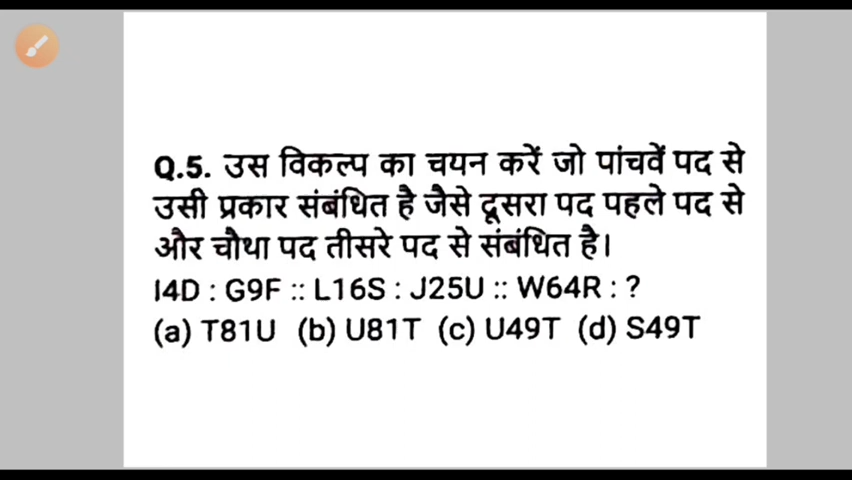 Q.5. उस विकल्प का चयन करें जो पांचवें पद से
उसी प्रकार संबंधित है जैसे दूसरा पद पहले पद से
और चौथा पद तीसरे पद से संबंधित है।
I4D : G9F :: L16S : J25U :: W64R : ?
(a) T81U (b) U81T (c) U49T (d) S49T